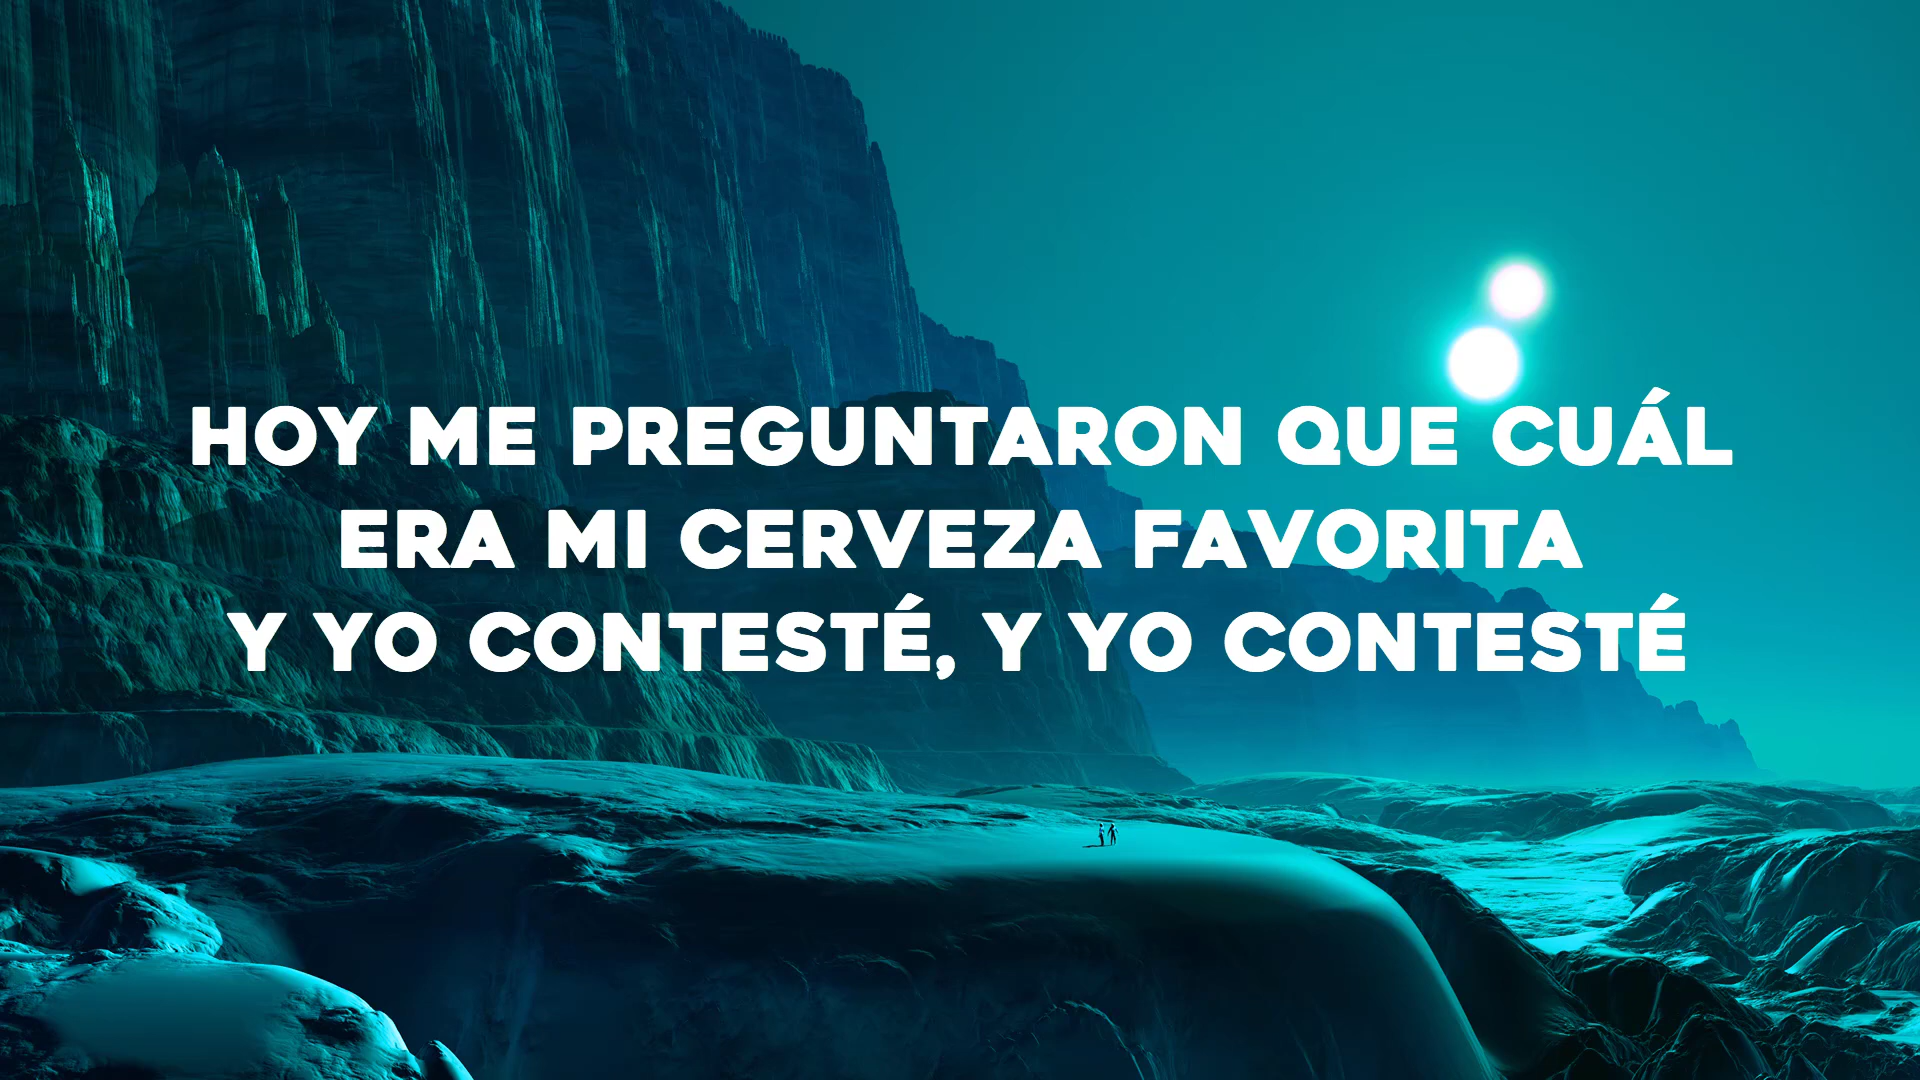 HOY ME PREGUNTARON QUE CUÁL
ERA MI CERVEZA FAVORITA
Y YO CONTESTÉ, Y YO CONTESTÉ